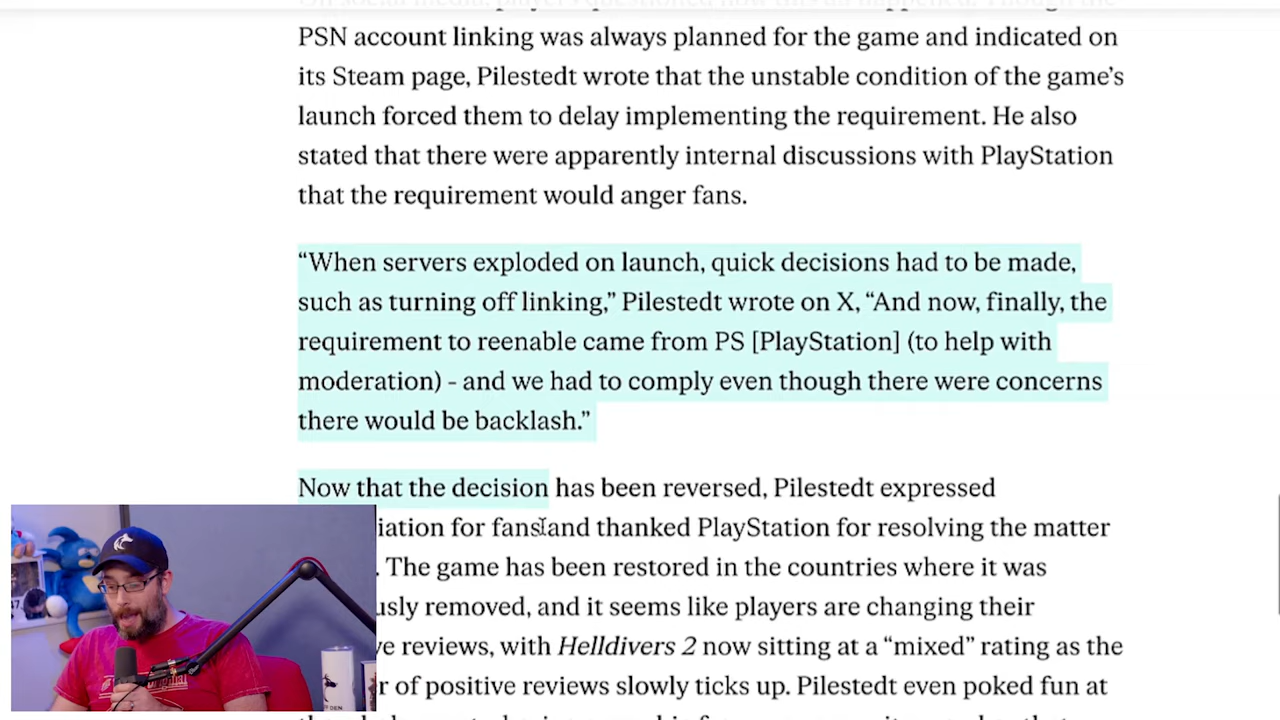 PSN account linking was always planned for the game and indicated on
its Steam page, Pilestedt wrote that the unstable condition of the game’s
launch forced them to delay implementing the requirement. He also
stated that there were apparently internal discussions with PlayStation
that the requirement would anger fans.
“When servers exploded on launch, quick decisions had to be made,
such as turning off linking,” Pilestedt wrote on X, “And now, finally, the
requirement to reenable came from PS [PlayStation] (to help with
moderation) - and we had to comply even though there were concerns
there would be backlash.”
Now that the decision has been reversed, Pilestedt expressed
iation for fans and thanked PlayStation for resolving the matter
. The game has been restored in the countries where it was
usly removed, and it seems like players are changing their
ve reviews, with Helldivers 2 now sitting at a “mixed” rating as the
r of positive reviews slowly ticks up. Pilestedt even poked fun at